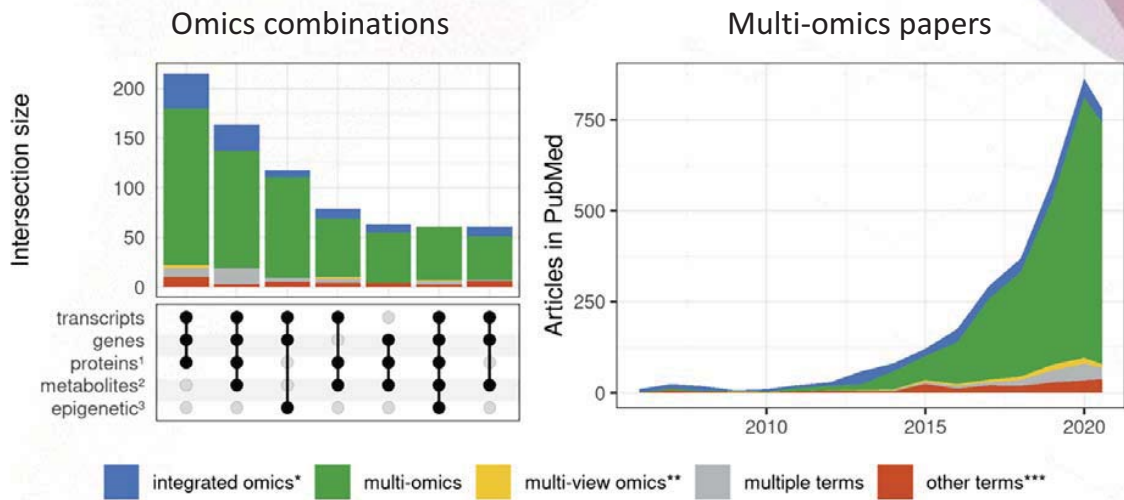 Omics combinations
Multi-omics papers
Intersection size
200
150
100
50
0
transcripts
genes
proteins¹
metabolites²
epigenetic³
Articles in PubMed
750
500
250
0
2010 2015 2020
integrated omics* multi-omics multi-view omics** multiple terms other terms***